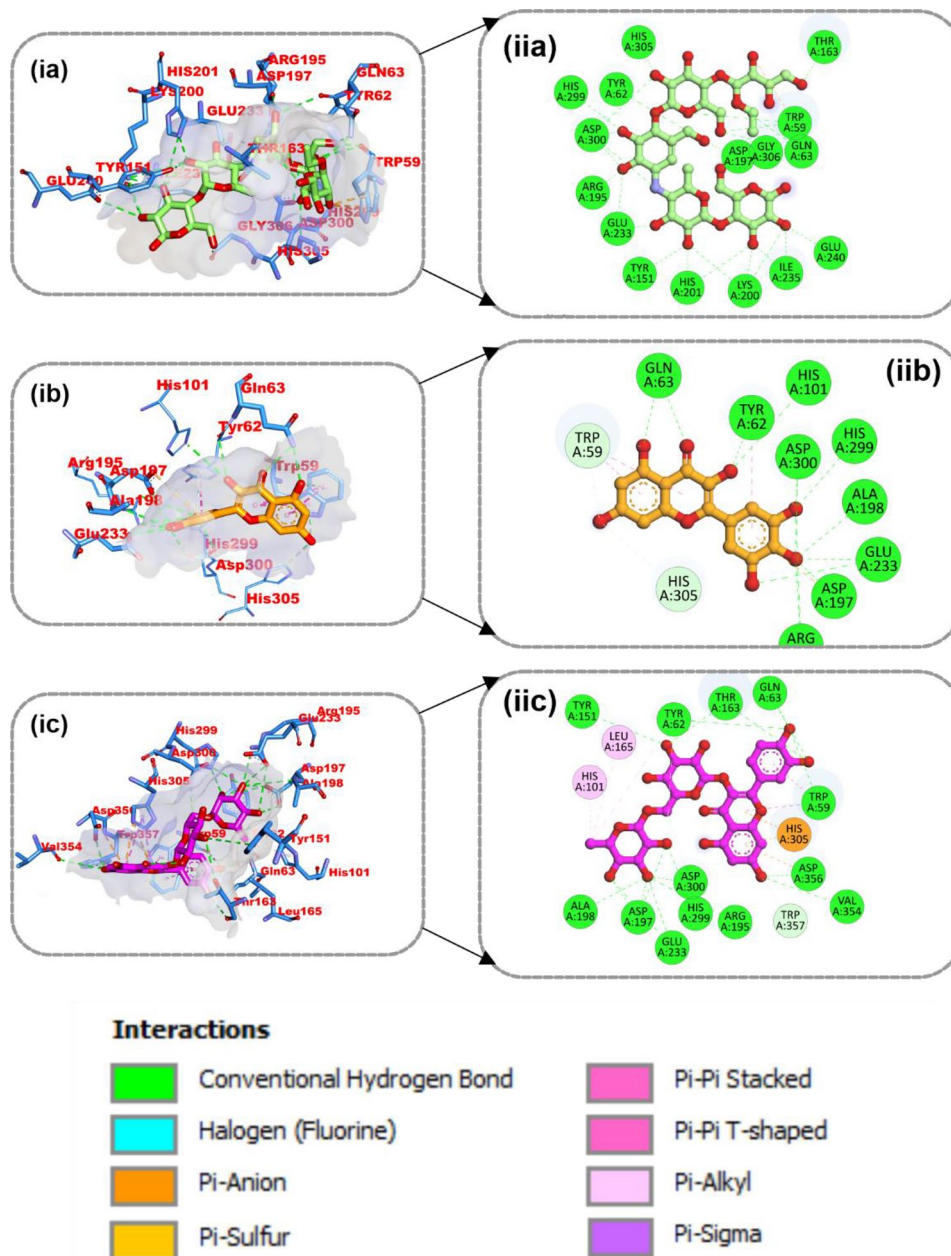 (ia)
HIS201
LYS200
ARG195
ASP197
GLN63
TYR62
GLU233
THR163
TRP59
TYR151
GLY306
ASP300
HIS305
(iia)
HIS
A:305
THR
A:163
HIS
A:299
TYR
A:62
ASP
A:300
TRP
A:59
ASP
A:197
GLY
A:306
GLN
A:63
ARG
A:195
GLU
A:233
GLU
A:240
TYR
A:151
HIS
A:201
LYS
A:200
ILE
A:235
(ib)
His101
Gln63
Tyr62
Arg195
Asp197
Trp59
Ala198
Glu233
His299
Asp300
His305
(iib)
GLN
A:63
HIS
A:101
TYR
A:62
TRP
A:59
ASP
A:300
HIS
A:299
ALA
A:198
GLU
A:233
HIS
A:305
ASP
A:197
ARG
(ic)
Arg195
Glu233
His299
Asp300
Asp197
Ala198
His305
Val354
Tyr151
His101
Gln63
Leu165
(iic)
GLN
A:63
TYR
A:151
TYR
A:62
THR
A:163
LEU
A:165
HIS
A:101
TRP
A:59
HIS
A:305
ASP
A:300
ASP
A:356
ALA
A:198
ASP
A:197
HIS
A:299
ARG
A:195
TRP
A:357
VAL
A:354
GLU
A:233
Interactions
Conventional Hydrogen Bond
Pi-Pi Stacked
Halogen (Fluorine)
Pi-Pi T-shaped
Pi-Anion
Pi-Alkyl
Pi-Sulfur
Pi-Sigma